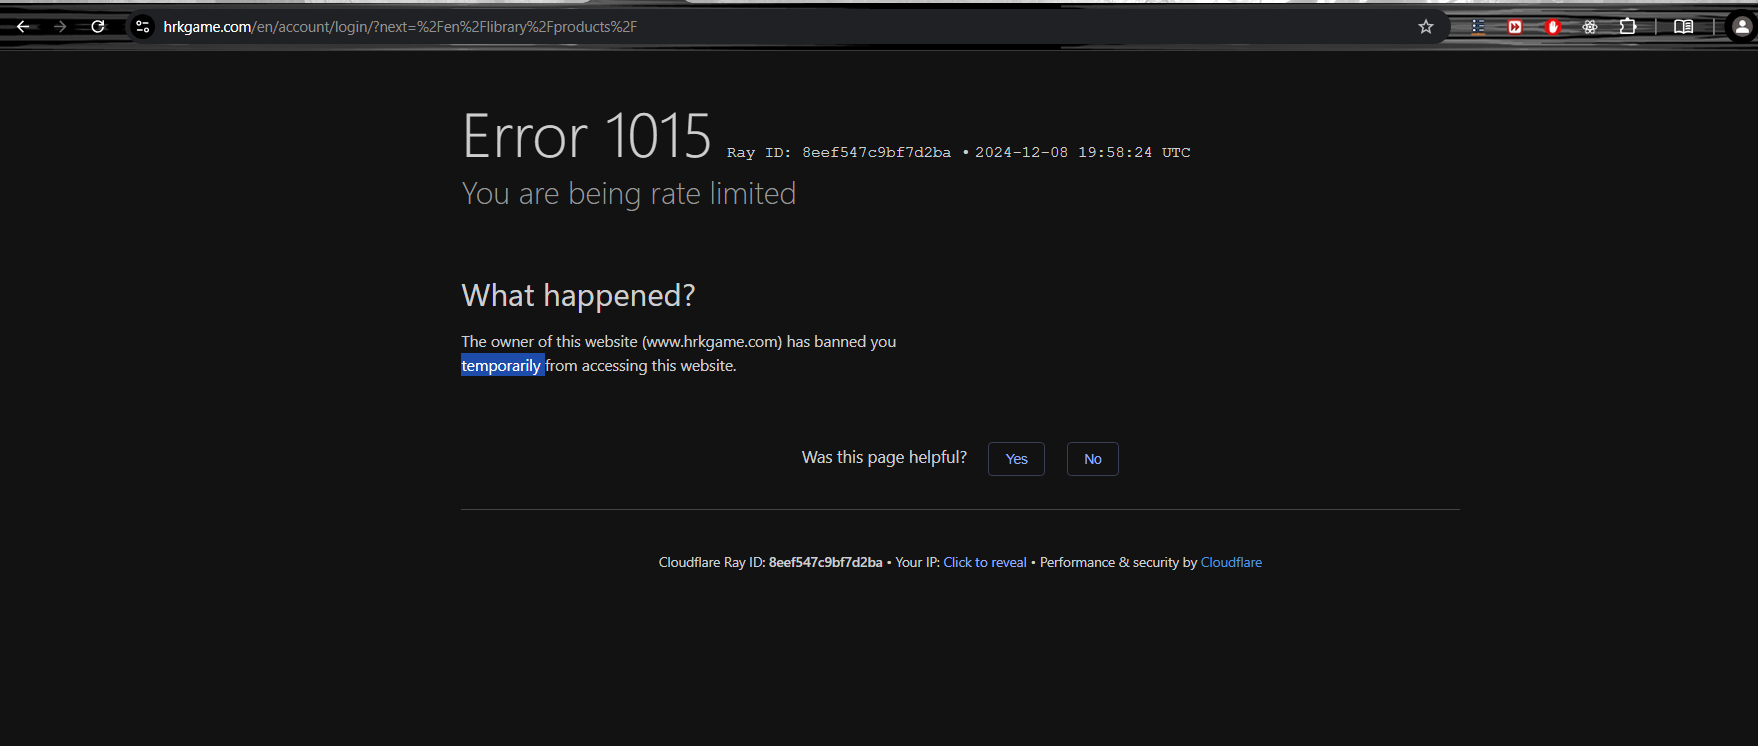 hrkgame.com/en/account/login/?next=%2Fen%2Flibrary%2Fproducts%2F
Error 1015 Ray ID: 8eef547c9bf7d2ba • 2024-12-08 19:58:24 UTC
You are being rate limited
What happened?
The owner of this website (www.hrkgame.com) has banned you
temporarily from accessing this website.
Was this page helpful? Yes No
Cloudflare Ray ID: 8eef547c9bf7d2ba • Your IP: Click to reveal • Performance & security by Cloudflare